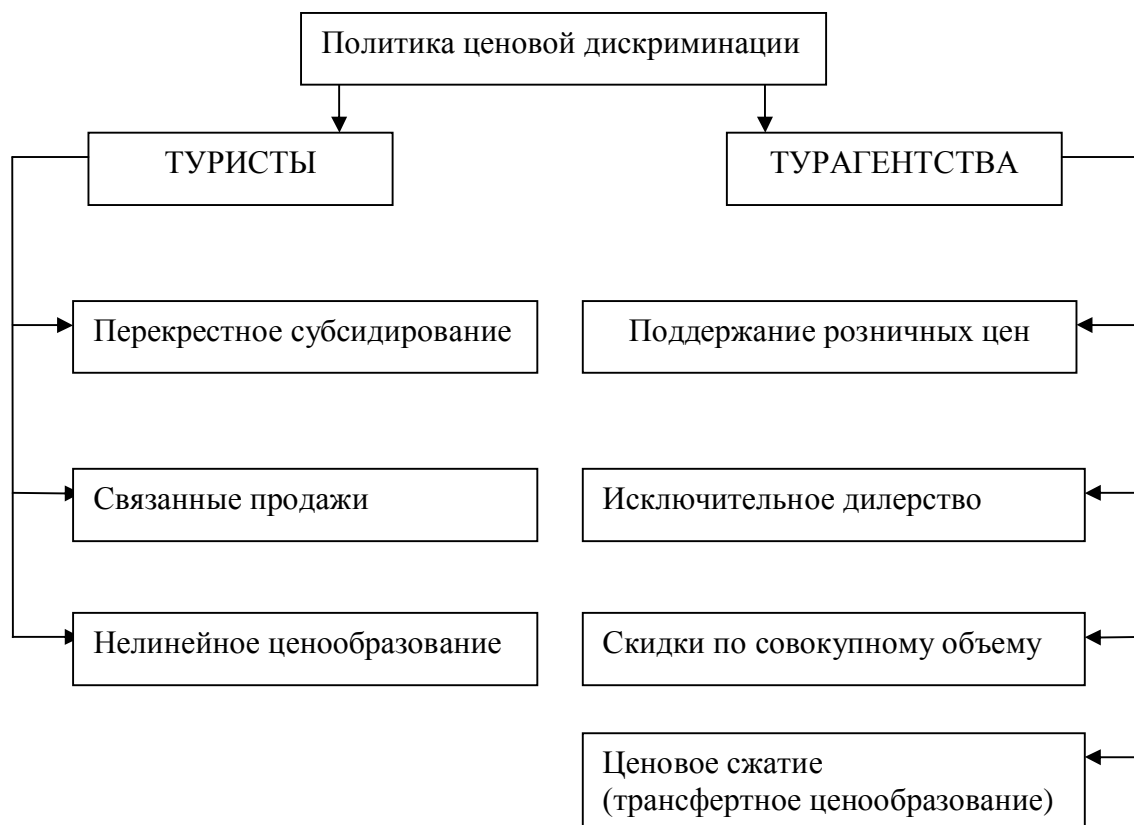 Политика ценовой дискриминации
ТУРИСТЫ
ТУРАГЕНТСТВА
Перекрестное субсидирование
Поддержание розничных цен
Связанные продажи
Исключительное дилерство
Нелинейное ценообразование
Скидки по совокупному объему
Ценовое сжатие
(трансфертное ценообразование)